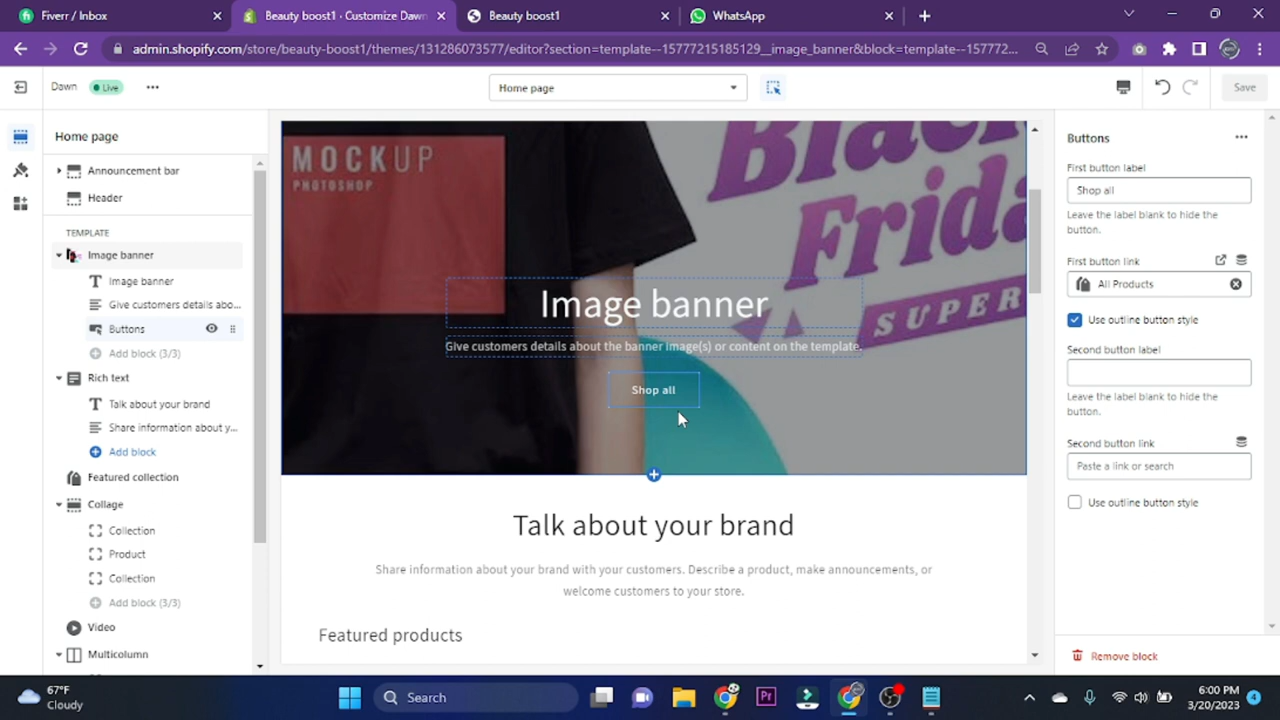 Fiverr / Inbox
Beauty boost1 · Customize Dawn
Beauty boost1
WhatsApp
admin.shopify.com/store/beauty-boost1/themes/131286073577/editor?section=template--15777215185129__image_banner&block=template--157772...
Dawn
Live
Home page
Save
Home page
Announcement bar
Header
TEMPLATE
Image banner
Image banner
Give customers details abo...
Buttons
Add block (3/3)
Rich text
Talk about your brand
Share information about y...
Add block
Featured collection
Collage
Collection
Product
Collection
Add block (3/3)
Video
Multicolumn
MOCKUP
PHOTOSHOP
Black
Frida
SUPER
Image banner
Give customers details about the banner image(s) or content on the template.
Shop all
Talk about your brand
Share information about your brand with your customers. Describe a product, make announcements, or
welcome customers to your store.
Featured products
Buttons
First button label
Shop all
Leave the label blank to hide the
button.
First button link
All Products
Use outline button style
Second button label
Leave the label blank to hide the
button.
Second button link
Paste a link or search
Use outline button style
Remove block
67°F
Cloudy
Search
Pr
6:00 PM
3/20/2023
4